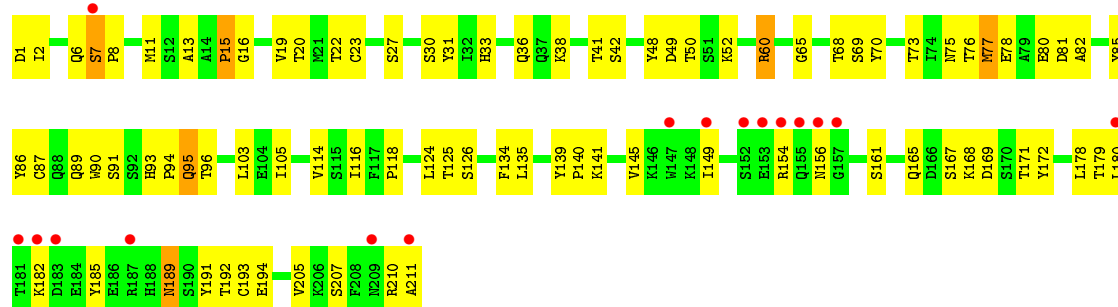 D1 I2 Q6 S7 P8 M11 S12 A13 A14 P15 G16 V19 T20 M21 T22 C23 S27 S30 Y31 I32 H33 Q36 Q37 K38 T41 S42 Y48 D49 T50 S51 K52 R60 G65 T68 S69 Y70 T73 I74 N75 T76 M77 E78 A79 E80 D81 A82 Y85
Y86 C87 Q88 Q89 W90 S91 S92 H93 P94 Q95 T96 L103 E104 I105 V114 S115 I116 F117 P118 L124 T125 S126 F134 L135 Y139 P140 K141 V145 K146 W147 K148 I149 S152 E153 R154 Q155 N156 G157 S161 Q165 D166 S167 K168 D169 S170 T171 Y172 L178 T179 L180
T181 K182 D183 E184 Y185 E186 R187 H188 N189 S190 Y191 T192 C193 E194 V205 K206 S207 F208 N209 R210 A211